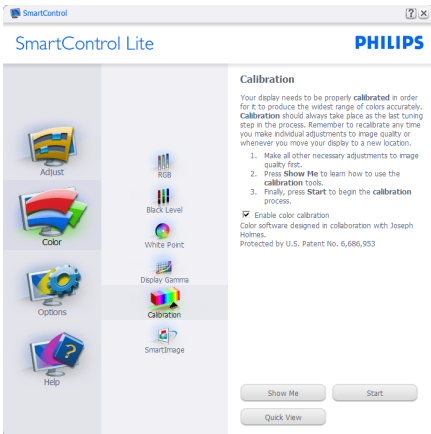 SmartControl
SmartControl Lite
PHILIPS
Adjust
Color
Options
Help
RGB
Black Level
White Point
Display Gamma
Calibration
SmartImage
Calibration
Your display needs to be properly calibrated in order
for it to produce the widest range of colors accurately.
Calibration should always take place as the last tuning
step in the process. Remember to recalibrate any time
you make individual adjustments to image quality or
whenever you move your display to a new location.
1. Make all other necessary adjustments to image
quality first.
2. Press Show Me to learn how to use the
calibration tools.
3. Finally, press Start to begin the calibration
process.
Enable color calibration
Color software designed in collaboration with Joseph
Holmes.
Protected by U.S. Patent No. 6,686,953
Show Me
Start
Quick View